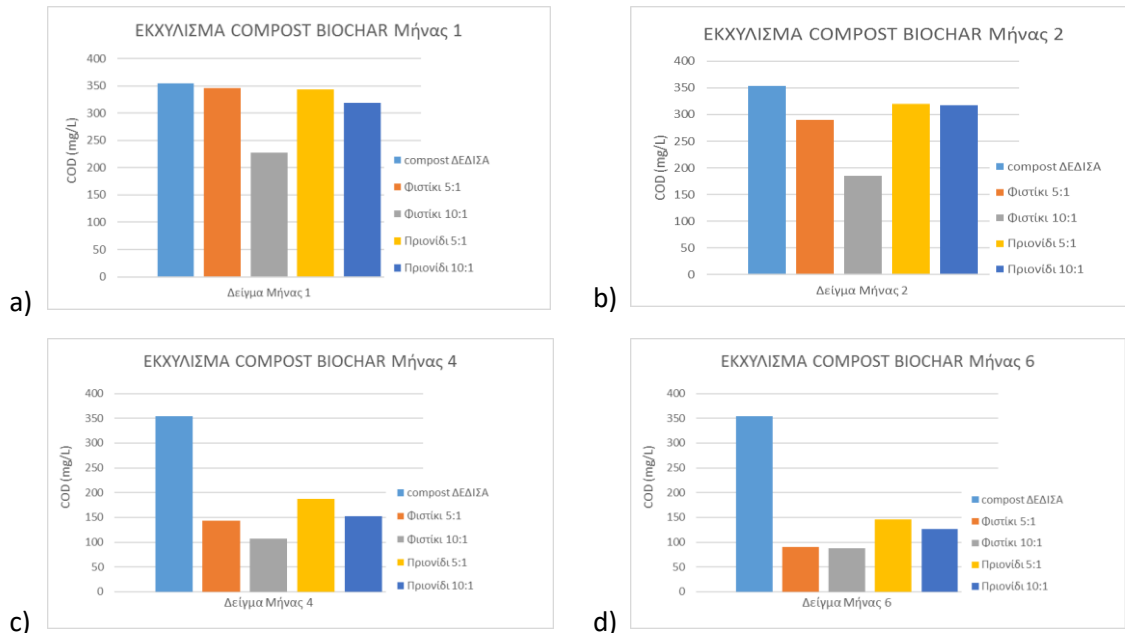 ΕΚΧΥΛΙΣΜΑ COMPOST BIOCHAR Μήνας 1
COD (mg/L)
400
350
300
250
200
150
100
50
0
Δείγμα Μήνας 1
compost ΔΕΔΙΣΑ
Φιστίκι 5:1
Φιστίκι 10:1
Πριονίδι 5:1
Πριονίδι 10:1
a)
ΕΚΧΥΛΙΣΜΑ COMPOST BIOCHAR Μήνας 2
COD (mg/L)
400
350
300
250
200
150
100
50
0
Δείγμα Μήνας 2
compost ΔΕΔΙΣΑ
Φιστίκι 5:1
Φιστίκι 10:1
Πριονίδι 5:1
Πριονίδι 10:1
b)
ΕΚΧΥΛΙΣΜΑ COMPOST BIOCHAR Μήνας 4
COD (mg/L)
400
350
300
250
200
150
100
50
0
Δείγμα Μήνας 4
compost ΔΕΔΙΣΑ
Φιστίκι 5:1
Φιστίκι 10:1
Πριονίδι 5:1
Πριονίδι 10:1
c)
ΕΚΧΥΛΙΣΜΑ COMPOST BIOCHAR Μήνας 6
COD (mg/L)
400
350
300
250
200
150
100
50
0
Δείγμα Μήνας 6
compost ΔΕΔΙΣΑ
Φιστίκι 5:1
Φιστίκι 10:1
Πριονίδι 5:1
Πριονίδι 10:1
d)